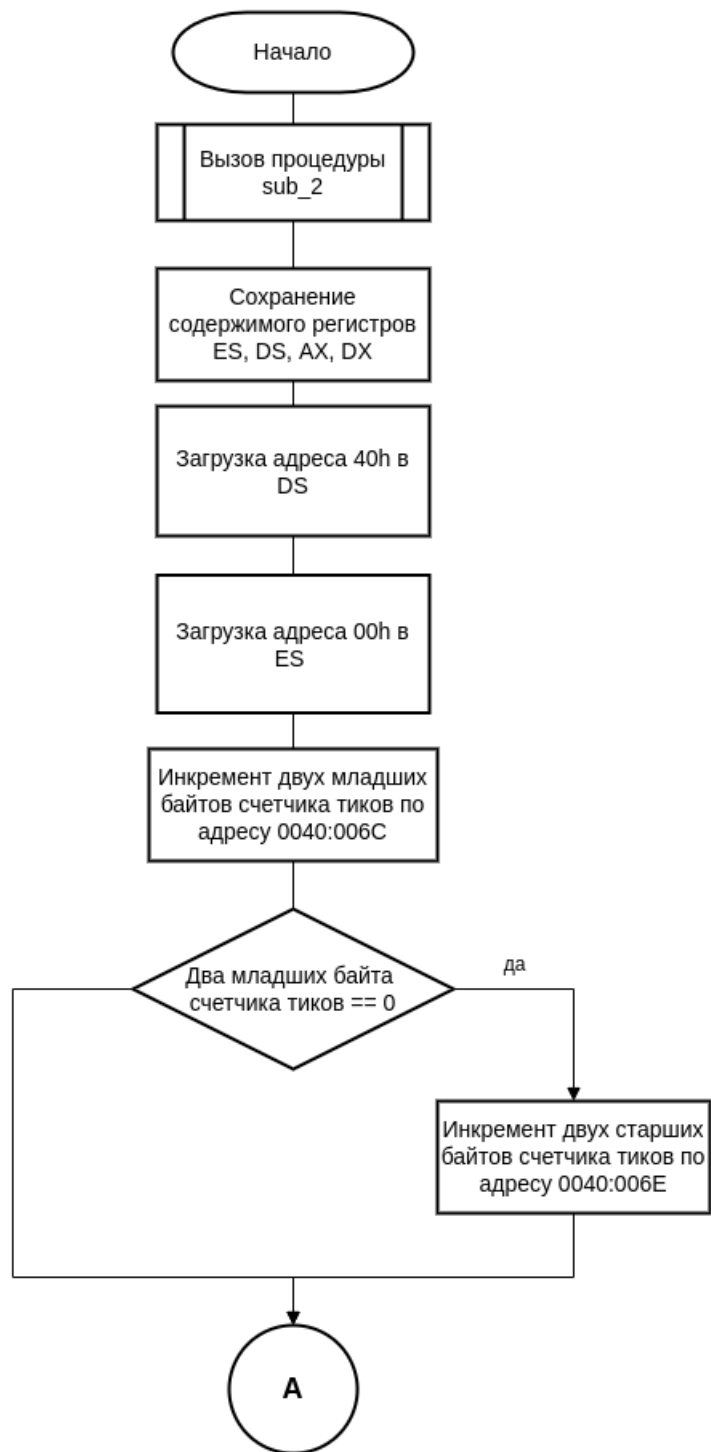 Начало
Вызов процедуры
sub_2
Сохранение
содержимого регистров
ES, DS, AX, DX
Загрузка адреса 40h в
DS
Загрузка адреса 00h в
ES
Инкремент двух младших
байтов счетчика тиков по
адресу 0040:006C
Два младших байта
счетчика тиков == 0
да
Инкремент двух старших
байтов счетчика тиков по
адресу 0040:006E
A